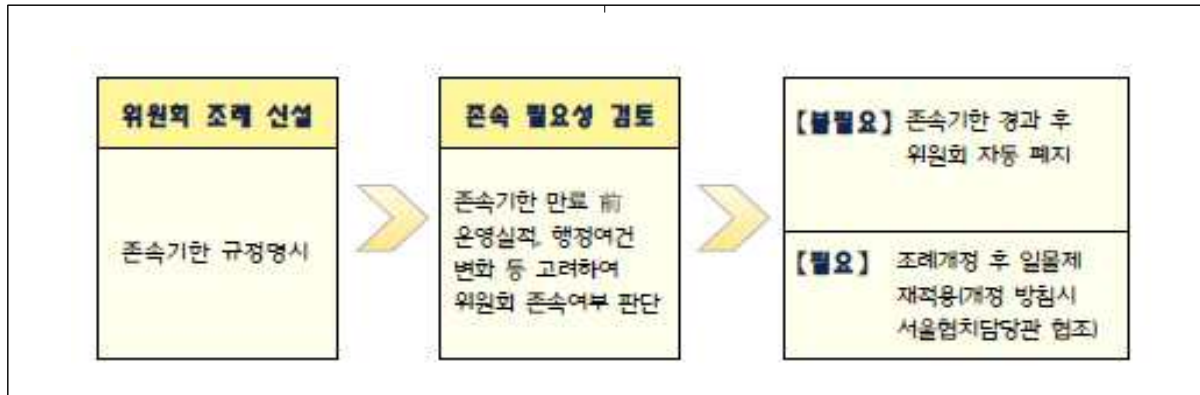 위원회 조례 신설
존속기한 규정명시
존속 필요성 검토
존속기한 만료 前
운영실적, 행정여건
변화 등 고려하여
위원회 존속여부 판단
【불필요】 존속기한 경과 후
위원회 자동 폐지
【필요】 조례개정 후 일몰제
재적용(개정 방침시
서울협치담당관 협조)